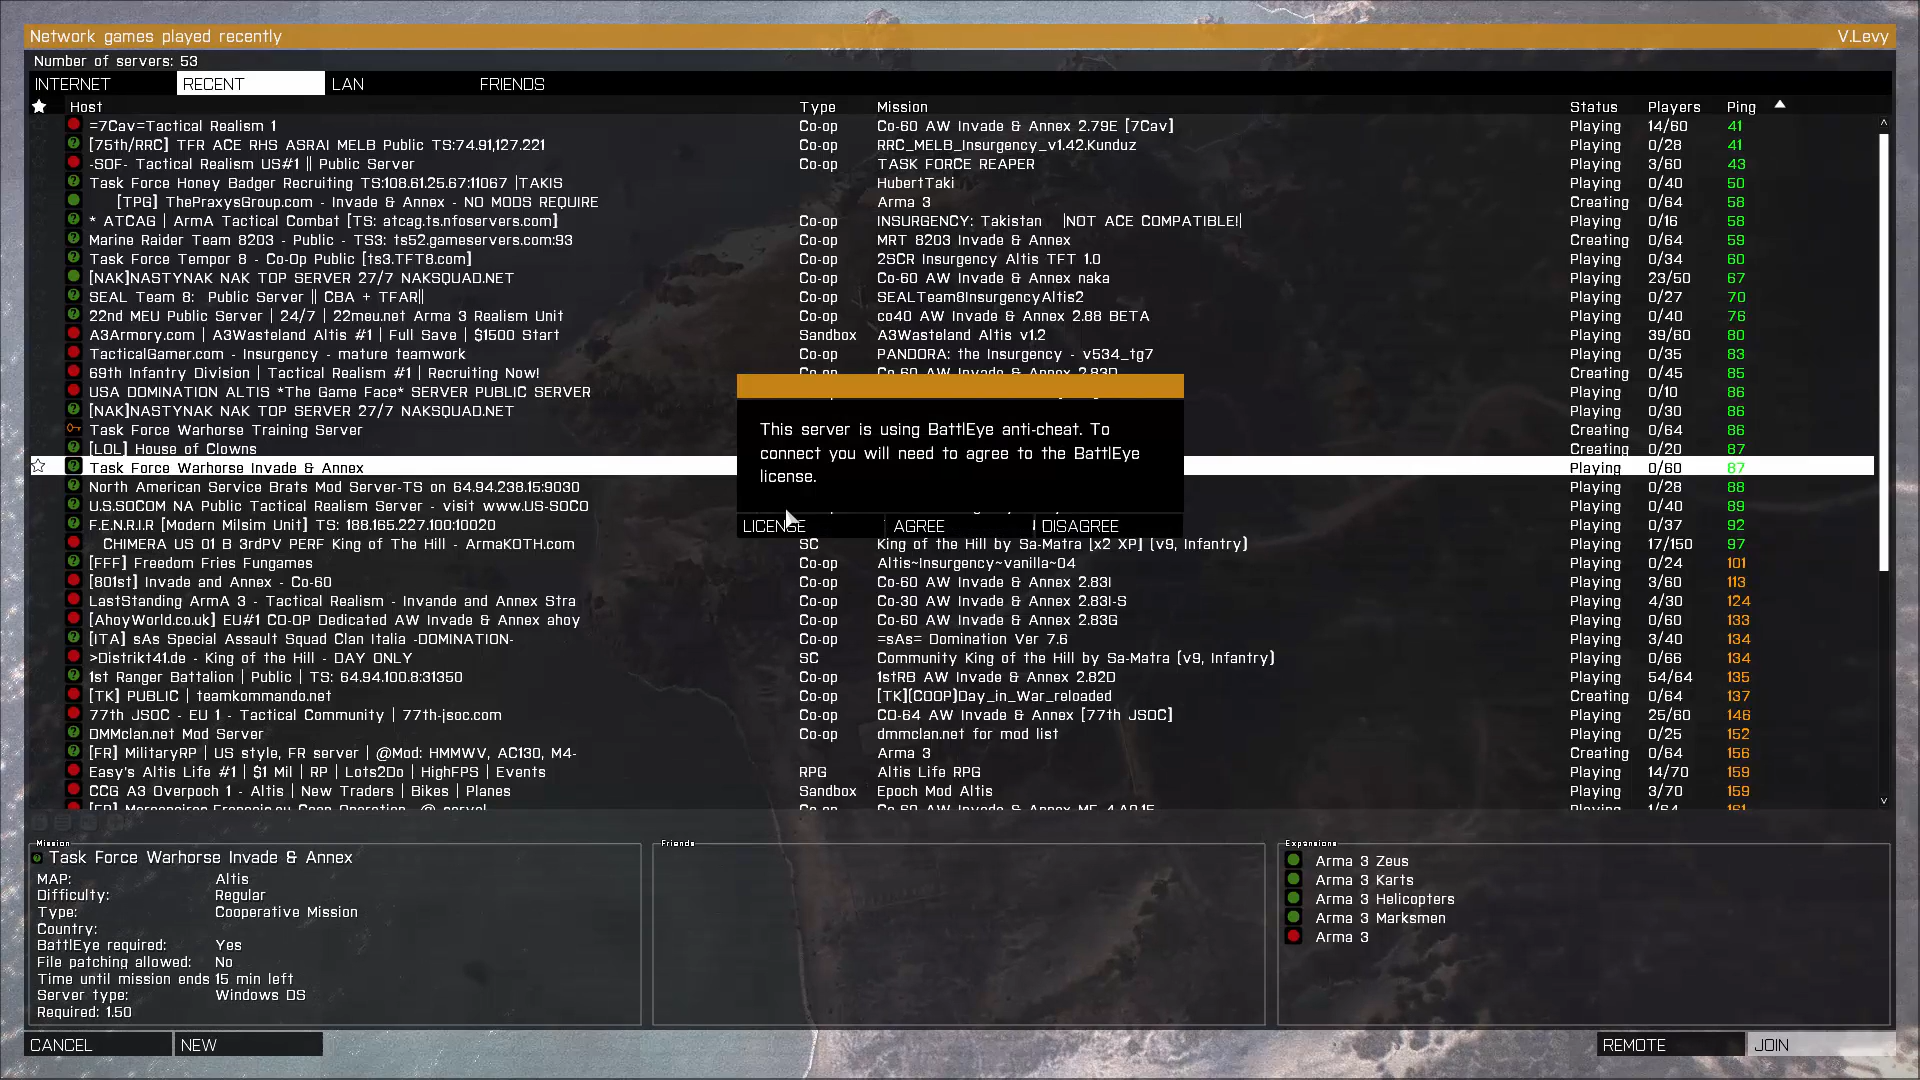 Network games played recently V.Levy
Number of servers: 53
INTERNET RECENT LAN FRIENDS
Host Type Mission Status Players Ping
=7Cav=Tactical Realism 1 Co-op Co-60 AW Invade & Annex 2.79E [7Cav] Playing 14/60 41
[75th/RRC] TFR ACE RHS ASRAI MELB Public TS:74.91,127.221 Co-op RRC_MELB_Insurgency_v1.42.Kunduz Playing 0/28 41
-SOF- Tactical Realism US#1 || Public Server Co-op TASK FORCE REAPER Playing 3/60 43
Task Force Honey Badger Recruiting TS:108.61.25.67:11067 |TAKIS HubertTaki Playing 0/40 50
[TPG] ThePraxysGroup.com - Invade & Annex - NO MODS REQUIRE Arma 3 Creating 0/64 58
* ATCAG | ArmA Tactical Combat [TS: atcag.ts.nfoservers.com] Co-op INSURGENCY: Takistan |NOT ACE COMPATIBLE!| Playing 0/16 58
Marine Raider Team 8203 - Public - TS3: ts52.gameservers.com:93 Co-op MRT 8203 Invade & Annex Creating 0/64 59
Task Force Tempor 8 - Co-Op Public [ts3.TFT8.com] Co-op 2SCR Insurgency Altis TFT 1.0 Playing 0/34 60
[NAK]NASTYNAK NAK TOP SERVER 27/7 NAKSQUAD.NET Co-op Co-60 AW Invade & Annex naka Playing 23/50 67
SEAL Team 8: Public Server || CBA + TFAR|| Co-op SEALTeam8InsurgencyAltis2 Playing 0/27 70
22nd MEU Public Server | 24/7 | 22meu.net Arma 3 Realism Unit Co-op co40 AW Invade & Annex 2.88 BETA Playing 0/40 76
A3Armory.com | A3Wasteland Altis #1 | Full Save | $1500 Start Sandbox A3Wasteland Altis v1.2 Playing 39/60 80
TacticalGamer.com - Insurgency - mature teamwork Co-op PANDORA: the Insurgency - v534_tg7 Playing 0/35 83
69th Infantry Division | Tactical Realism #1 | Recruiting Now! Co-op Co-60 AW Invade & Annex 2.83D Creating 0/45 85
USA DOMINATION ALTIS *The Game Face* SERVER PUBLIC SERVER Playing 0/10 86
[NAK]NASTYNAK NAK TOP SERVER 27/7 NAKSQUAD.NET Playing 0/30 86
Task Force Warhorse Training Server Creating 0/64 86
[LOL] House of Clowns Creating 0/20 87
Task Force Warhorse Invade & Annex Playing 0/60 87
North American Service Brats Mod Server-TS on 64.94.238.15:9030 Playing 0/28 88
U.S.SOCOM NA Public Tactical Realism Server - visit www.US-SOCO Playing 0/40 89
F.E.N.R.I.R [Modern Milsim Unit] TS: 188.165.227.100:10020 Playing 0/37 92
This server is using BattlEye anti-cheat. To
connect you will need to agree to the BattlEye
license.
LICENSE AGREE DISAGREE
CHIMERA US 01 B 3rdPV PERF King of The Hill - ArmaKOTH.com SC King of the Hill by Sa-Matra (x2 XP) (v9, Infantry) Playing 17/150 97
[FFF] Freedom Fries Fungames Co-op Altis~Insurgency~vanilla~04 Playing 0/24 101
[801st] Invade and Annex - Co-60 Co-op Co-60 AW Invade & Annex 2.83I Playing 3/60 113
LastStanding ArmA 3 - Tactical Realism - Invande and Annex Stra Co-op Co-30 AW Invade & Annex 2.83I-S Playing 4/30 124
[AhoyWorld.co.uk] EU#1 CO-OP Dedicated AW Invade & Annex ahoy Co-op Co-60 AW Invade & Annex 2.83G Playing 0/60 133
[ITA] sAs Special Assault Squad Clan Italia -DOMINATION- Co-op =sAs= Domination Ver 7.6 Playing 3/40 134
>Distrikt41.de - King of the Hill - DAY ONLY SC Community King of the Hill by Sa-Matra (v9, Infantry) Playing 0/66 134
1st Ranger Battalion | Public | TS: 64.94.100.8:31350 Co-op 1stRB AW Invade & Annex 2.82D Playing 54/64 135
[TK] PUBLIC | teamkommando.net Co-op [TK][COOP]Day_in_War_reloaded Creating 0/64 137
77th JSOC - EU 1 - Tactical Community | 77th-jsoc.com Co-op CO-64 AW Invade & Annex [77th JSOC] Playing 25/60 146
DMMclan.net Mod Server Co-op dmmclan.net for mod list Playing 0/25 152
[FR] MilitaryRP | US style, FR server | @Mod: HMMWV, AC130, M4- Arma 3 Creating 0/64 156
Easy's Altis Life #1 | $1 Mil | RP | Lots2Do | HighFPS | Events RPG Altis Life RPG Playing 14/70 159
CCG A3 Overpoch 1 - Altis | New Traders | Bikes | Planes Sandbox Epoch Mod Altis Playing 3/70 159
Mission
Task Force Warhorse Invade & Annex
MAP: Altis
Difficulty: Regular
Type: Cooperative Mission
Country:
BattlEye required: Yes
File patching allowed: No
Time until mission ends 15 min left
Server type: Windows DS
Required: 1.50
Friends
Expansions
Arma 3 Zeus
Arma 3 Karts
Arma 3 Helicopters
Arma 3 Marksmen
Arma 3
CANCEL NEW REMOTE JOIN